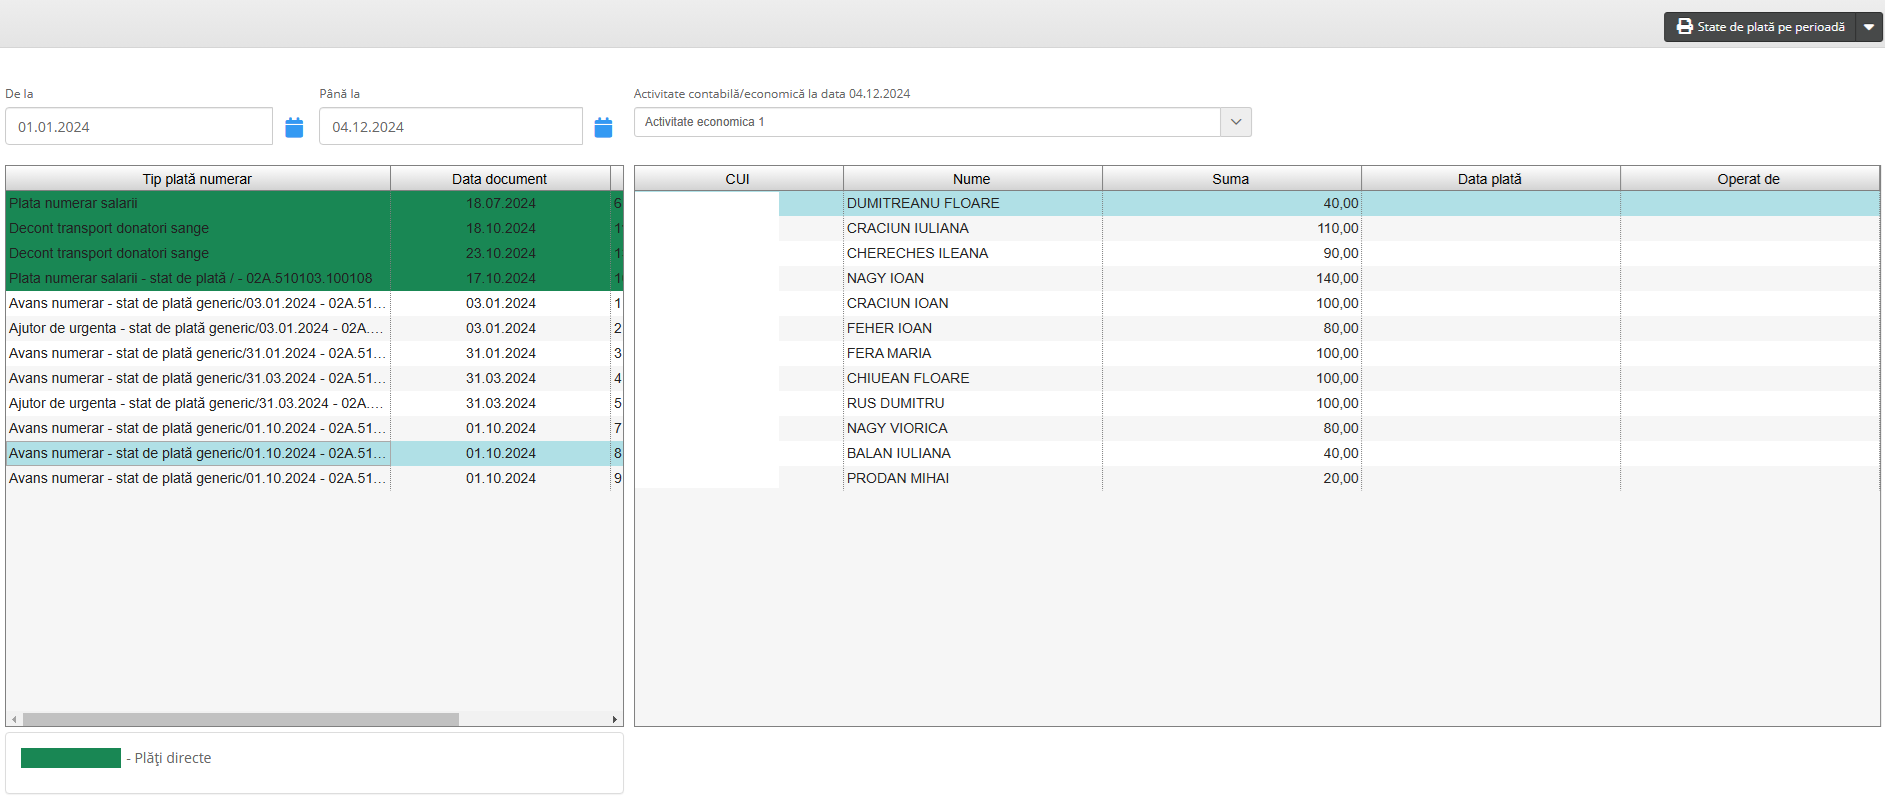 State de plată pe perioadă
De la
Până la
Activitate contabilă/economică la data 04.12.2024
01.01.2024
04.12.2024
Activitate economica 1
Tip plată numerar Data document
Plata numerar salarii 18.07.2024 6
Decont transport donatori sange 18.10.2024
Decont transport donatori sange 23.10.2024
Plata numerar salarii - stat de plată / - 02A.510103.100108 17.10.2024
Avans numerar - stat de plată generic/03.01.2024 - 02A.51... 03.01.2024 1
Ajutor de urgenta - stat de plată generic/03.01.2024 - 02A.... 03.01.2024 2
Avans numerar - stat de plată generic/31.01.2024 - 02A.51... 31.01.2024 3
Avans numerar - stat de plată generic/31.03.2024 - 02A.51... 31.03.2024 4
Ajutor de urgenta - stat de plată generic/31.03.2024 - 02A.... 31.03.2024 5
Avans numerar - stat de plată generic/01.10.2024 - 02A.51... 01.10.2024 7
Avans numerar - stat de plată generic/01.10.2024 - 02A.51... 01.10.2024 8
Avans numerar - stat de plată generic/01.10.2024 - 02A.51... 01.10.2024 9
CUI Nume Suma Data plată Operat de
DUMITREANU FLOARE 40,00
CRACIUN IULIANA 110,00
CHERECHES ILEANA 90,00
NAGY IOAN 140,00
CRACIUN IOAN 100,00
FEHER IOAN 80,00
FERA MARIA 100,00
CHIUEAN FLOARE 100,00
RUS DUMITRU 100,00
NAGY VIORICA 80,00
BALAN IULIANA 40,00
PRODAN MIHAI 20,00
- Plăți directe